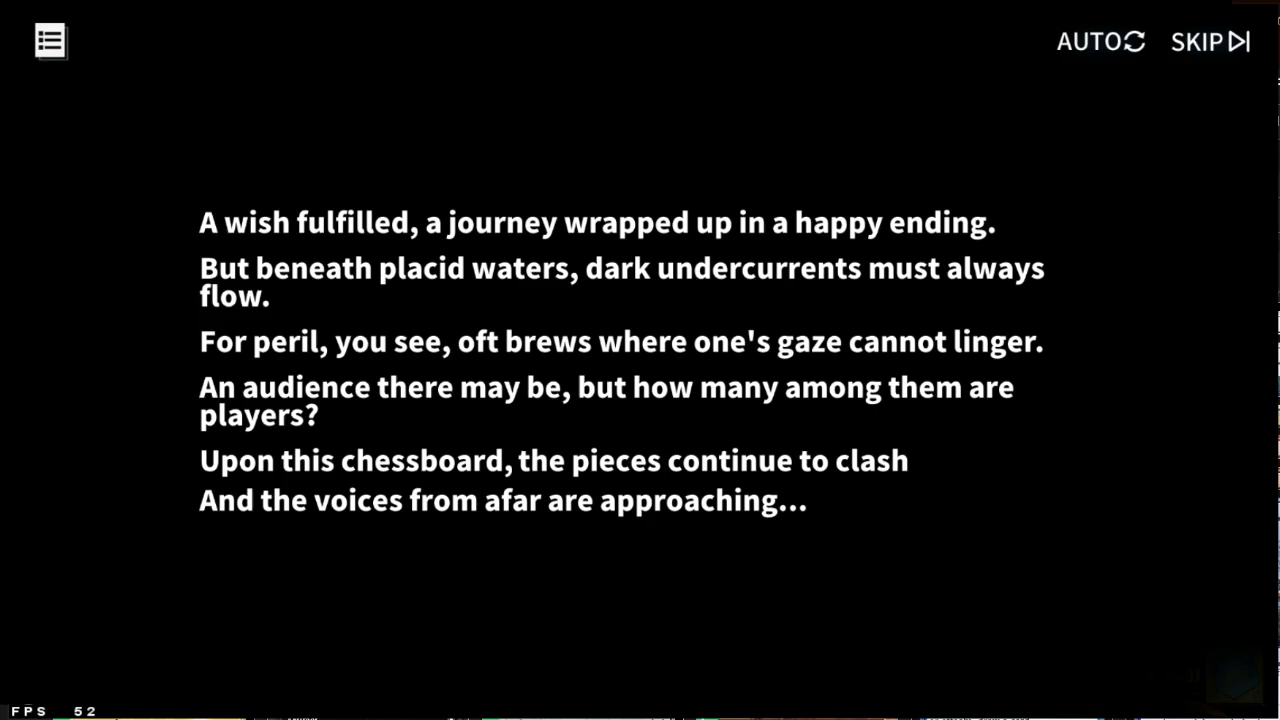 AUTO SKIP
A wish fulfilled, a journey wrapped up in a happy ending.
But beneath placid waters, dark undercurrents must always
flow.
For peril, you see, oft brews where one's gaze cannot linger.
An audience there may be, but how many among them are
players?
Upon this chessboard, the pieces continue to clash
And the voices from afar are approaching...
FPS 52